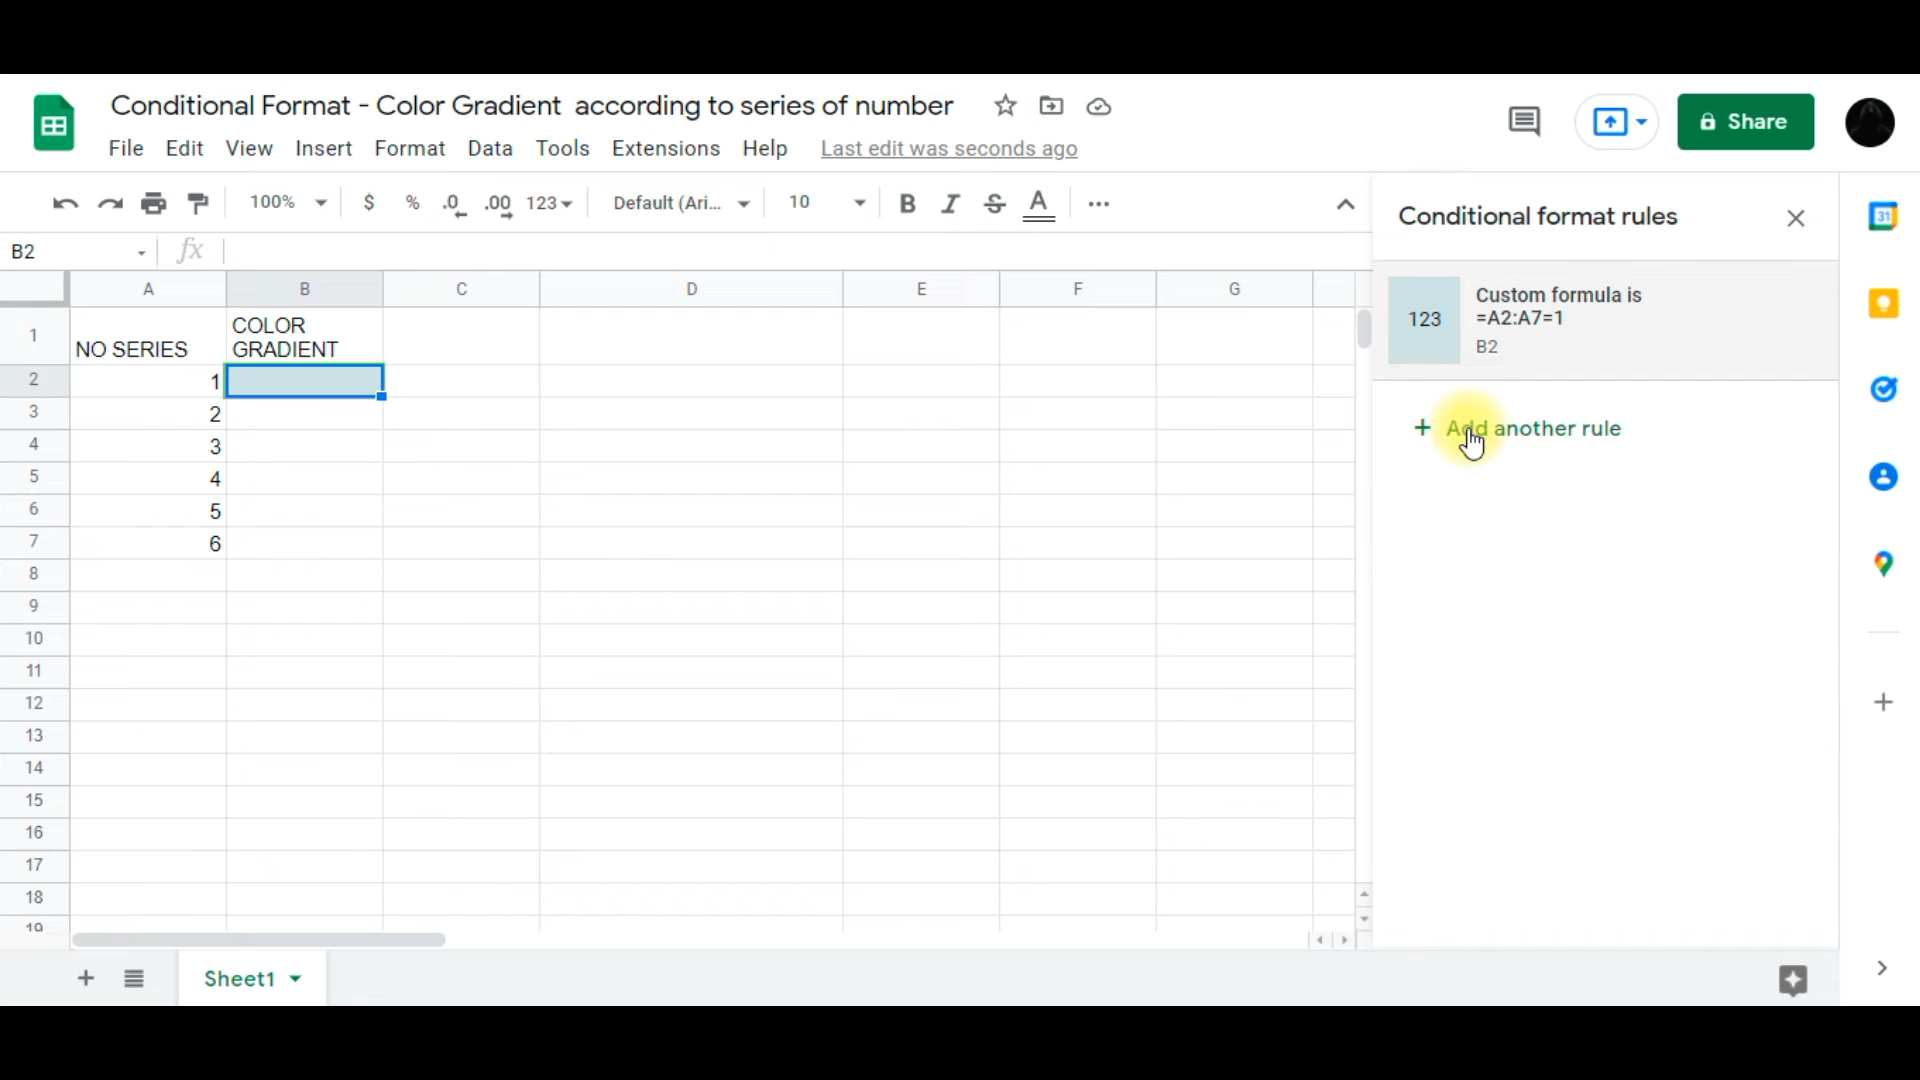 Conditional Format - Color Gradient according to series of number
File Edit View Insert Format Data Tools Extensions Help Last edit was seconds ago
Share
100% $ % .0 .00 123 Default (Ari... 10 B I S A
Conditional format rules
31
B2 fx
A B C D E F G
123 Custom formula is
=A2:A7=1
B2
1 NO SERIES COLOR
GRADIENT
2 1
3 2
4 3
5 4
6 5
7 6
8
9
10
11
12
13
14
15
16
17
18
19
+ Add another rule
Sheet1